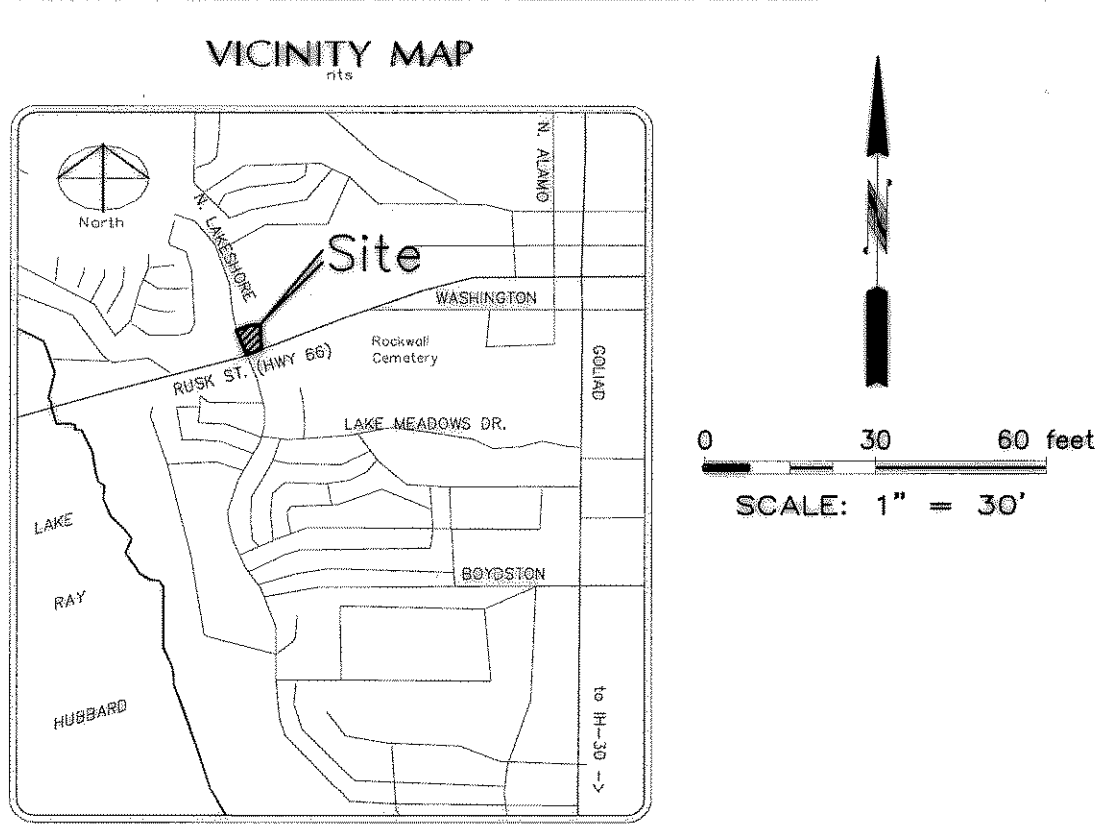 VICINITY MAP
nts
North
N. ALAMO
N. LAKESHORE
Site
WASHINGTON
Rockwall
Cemetery
RUSK ST. (HWY 66)
GOLIAD
LAKE MEADOWS DR.
LAKE
RAY
HUBBARD
BOYDSTON
to IH-30 ->
N
0 30 60 feet
SCALE: 1" = 30'